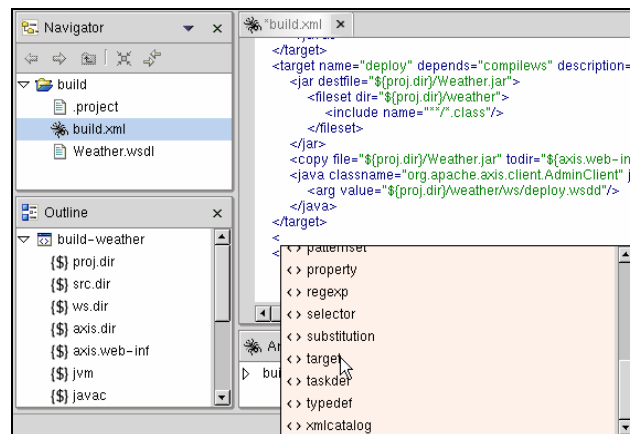 Navigator
build
.project
build.xml
Weather.wsdl
Outline
build-weather
{$} proj.dir
{$} src.dir
{$} ws.dir
{$} axis.dir
{$} axis.web-inf
{$} jvm
{$} javac
*build.xml
</target>
<target name="deploy" depends="compilews" description=
<jar destfile="${proj.dir}/Weather.jar">
<fileset dir="${proj.dir}/weather">
<include name="**/*.class"/>
</fileset>
</jar>
<copy file="${proj.dir}/Weather.jar" todir="${axis.web-in
<java classname="org.apache.axis.client.AdminClient" j
<arg value="${proj.dir}/weather/ws/deploy.wsdd"/>
</java>
</target>
<
<
<> patternset
<> property
<> regexp
<> selector
<> substitution
<> target
<> taskdef
<> typedef
<> xmlcatalog
An
bui